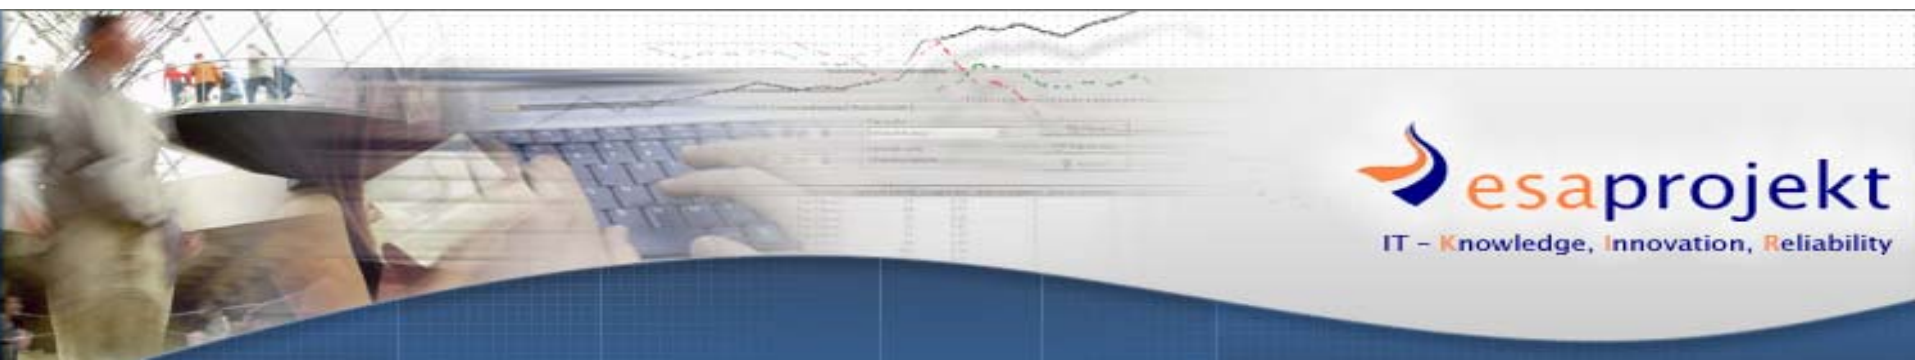 esaprojekt
IT – Knowledge, Innovation, Reliability